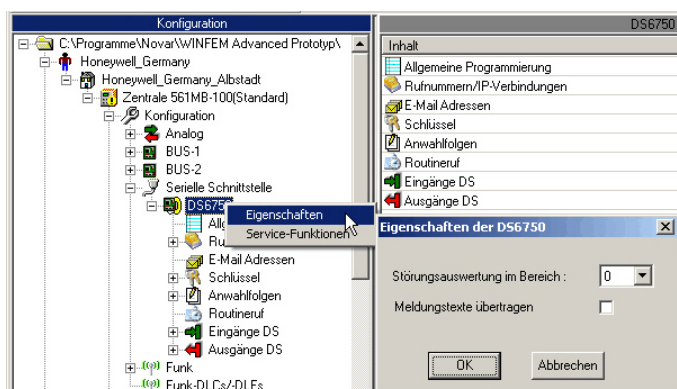 Konfiguration
C:\Programme\Novar\WINFEM Advanced Prototyp\
Honeywell_Germany
Honeywell_Germany_Albstadt
Zentrale 561MB-100(Standard)
Konfiguration
Analog
BUS-1
BUS-2
Serielle Schnittstelle
DS675
Eigenschaften
Service-Funktionen
E-Mail Adressen
Schlüssel
Anwahlfolgen
Routineruf
Eingänge DS
Ausgänge DS
Funk
Funk-DLCs/-DLFs
DS6750
Inhalt
Allgemeine Programmierung
Rufnummern/IP-Verbindungen
E-Mail Adressen
Schlüssel
Anwahlfolgen
Routineruf
Eingänge DS
Ausgänge DS
Eigenschaften der DS6750
Störungsauswertung im Bereich : 0
Meldungstexte übertragen
OK Abbrechen